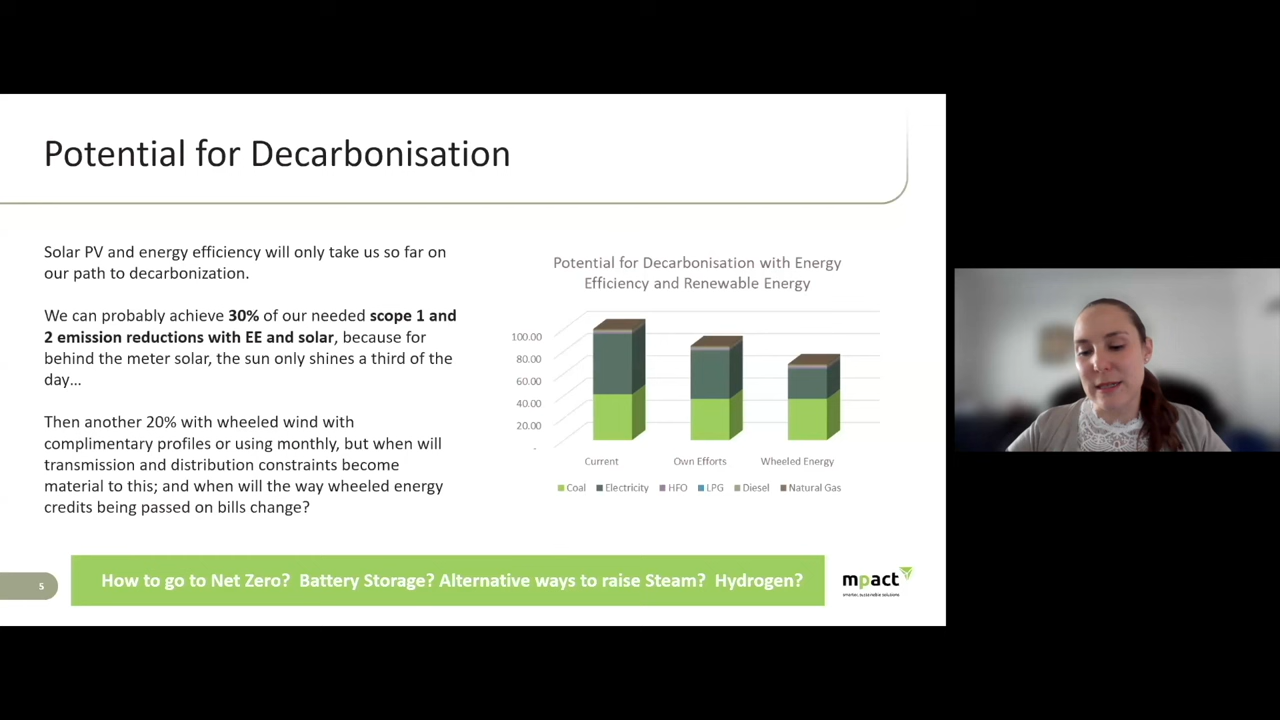 Potential for Decarbonisation
Solar PV and energy efficiency will only take us so far on
our path to decarbonization.
We can probably achieve 30% of our needed scope 1 and
2 emission reductions with EE and solar, because for
behind the meter solar, the sun only shines a third of the
day...
Then another 20% with wheeled wind with
complimentary profiles or using monthly, but when will
transmission and distribution constraints become
material to this; and when will the way wheeled energy
credits being passed on bills change?
Potential for Decarbonisation with Energy
Efficiency and Renewable Energy
100.00
80.00
60.00
40.00
20.00
-
Current Own Efforts Wheeled Energy
Coal Electricity HFO LPG Diesel Natural Gas
5
How to go to Net Zero? Battery Storage? Alternative ways to raise Steam? Hydrogen?
mpact
smarter, sustainable solutions